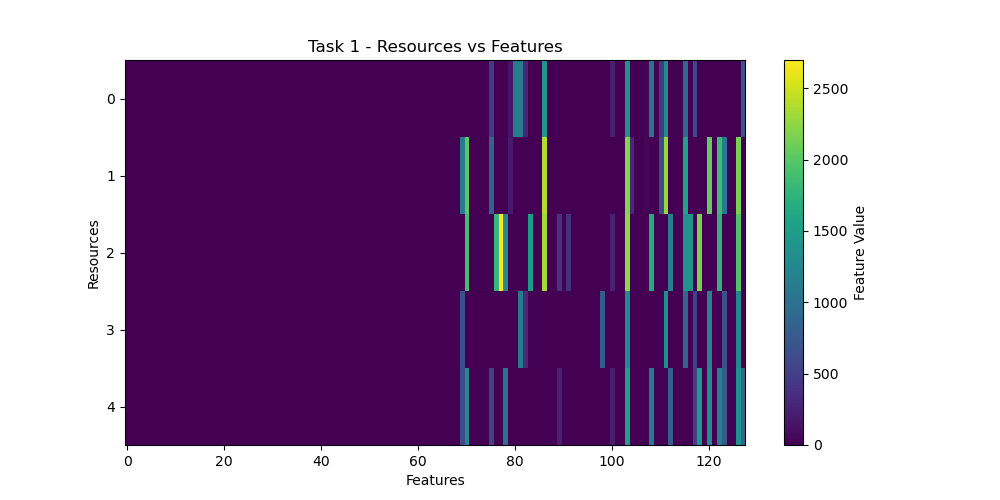 Task 1 - Resources vs Features
Resources
0
1
2
3
4
0 20 40 60 80 100 120
Features
2500
2000
1500
1000
500
0
Feature Value